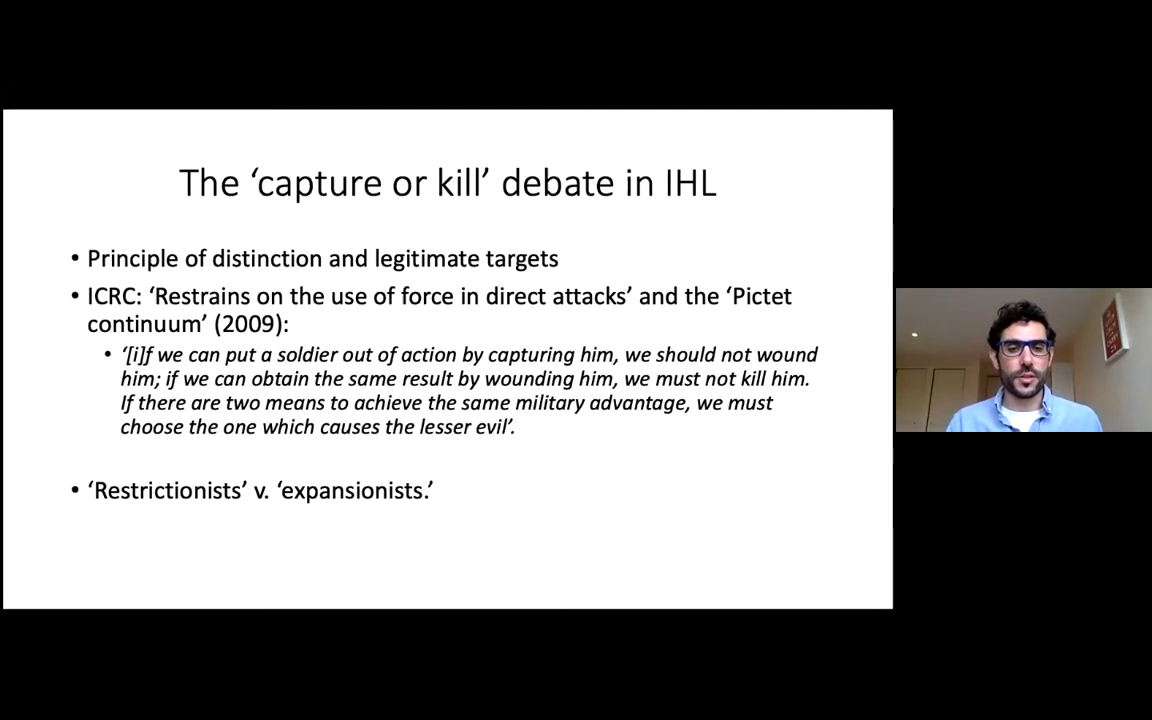 The ‘capture or kill’ debate in IHL
• Principle of distinction and legitimate targets
• ICRC: ‘Restrains on the use of force in direct attacks’ and the ‘Pictet
continuum’ (2009):
• ‘[i]f we can put a soldier out of action by capturing him, we should not wound
him; if we can obtain the same result by wounding him, we must not kill him.
If there are two means to achieve the same military advantage, we must
choose the one which causes the lesser evil’.
• ‘Restrictionists’ v. ‘expansionists.’